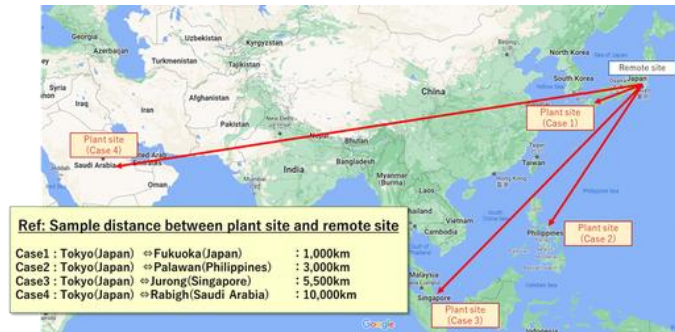 Georgia
Uzbekistan
Kyrgyzstan
Azerbaijan
Turkmenistan
Tajikistan
North Korea
Remote site
Japan
South Korea
China
Syria
Iraq
Iran
Afghanistan
Plant site
(Case 1)
Pakistan
Nepal
Bhutan
Plant site
(Case 4)
Saudi Arabia
Oman
India
Bangladesh
Myanmar
(Burma)
Taiwan
Laos
Thailand
Vietnam
Cambodia
Philippines
Plant site
(Case 2)
Ref: Sample distance between plant site and remote site
Case1 : Tokyo(Japan) ⇔Fukuoka(Japan) : 1,000km
Case2 : Tokyo(Japan) ⇔Palawan(Philippines) : 3,000km
Case3 : Tokyo(Japan) ⇔Jurong(Singapore) : 5,500km
Case4 : Tokyo(Japan) ⇔Rabigh(Saudi Arabia) : 10,000km
Malaysia
Singapore
Plant site
(Case 3)
Indonesia
Google